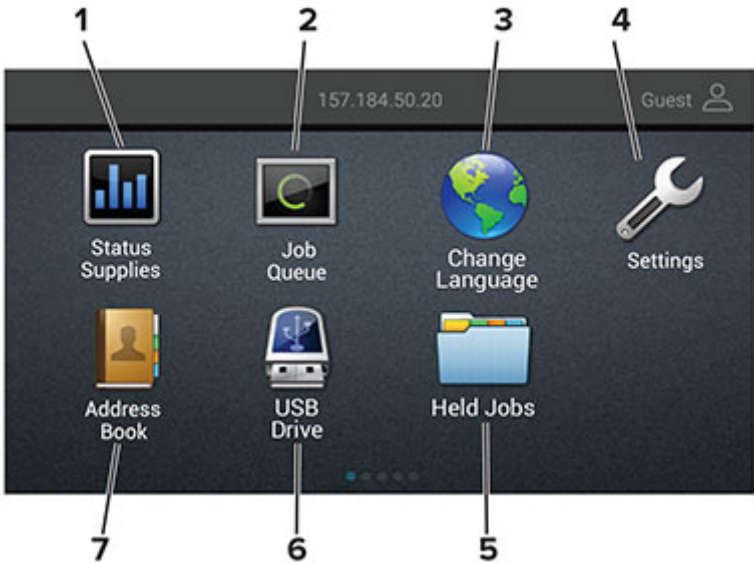 1 2 3 4
157.184.50.20 Guest
Status
Supplies
Job
Queue
Change
Language
Settings
Address
Book
USB
Drive
Held Jobs
7 6 5